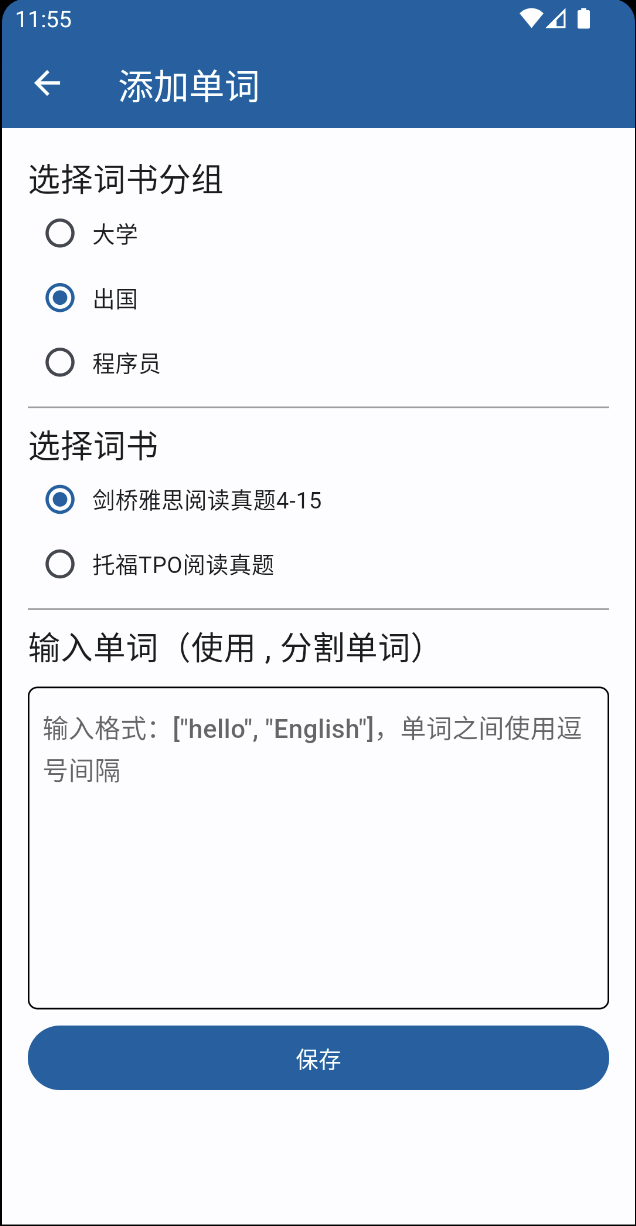 11:55
添加单词
选择词书分组
大学
出国
程序员
选择词书
剑桥雅思阅读真题4-15
托福TPO阅读真题
输入单词（使用 , 分割单词）
输入格式：["hello", "English"]，单词之间使用逗
号间隔
保存